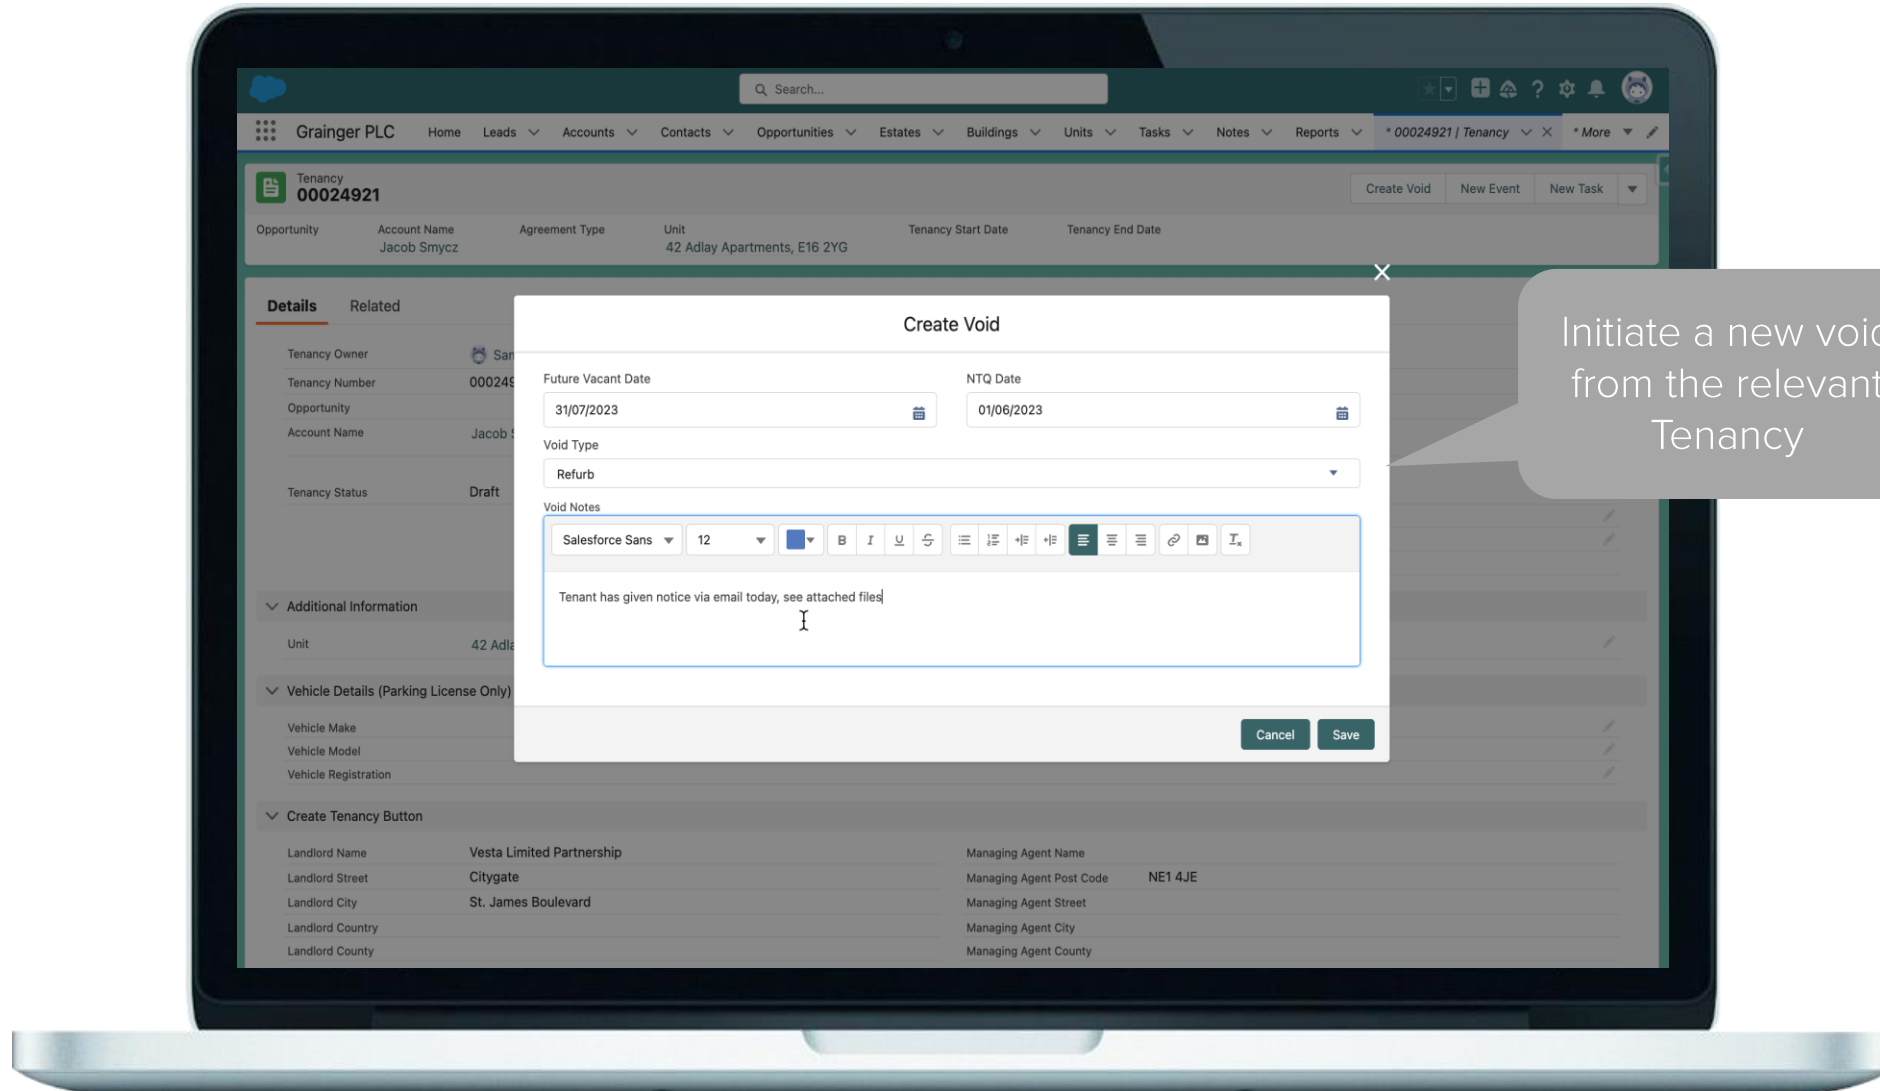 Search...
Grainger PLC Home Leads Accounts Contacts Opportunities Estates Buildings Units Tasks Notes Reports * 00024921 | Tenancy * More
Tenancy
00024921
Create Void New Event New Task
Opportunity Account Name Agreement Type Unit Tenancy Start Date Tenancy End Date
Jacob Smycz 42 Adlay Apartments, E16 2YG
Details Related
Create Void
Initiate a new void
from the relevant
Tenancy
Tenancy Owner San
Tenancy Number 000249
Opportunity
Account Name Jacob S
Tenancy Status Draft
Future Vacant Date NTQ Date
31/07/2023 01/06/2023
Void Type
Refurb
Void Notes
Salesforce Sans 12 B I U S
Tenant has given notice via email today, see attached files
Cancel Save
Additional Information
Unit 42 Adla
Vehicle Details (Parking License Only)
Vehicle Make
Vehicle Model
Vehicle Registration
Create Tenancy Button
Landlord Name Vesta Limited Partnership Managing Agent Name
Landlord Street Citygate Managing Agent Post Code NE1 4JE
Landlord City St. James Boulevard Managing Agent Street
Landlord Country Managing Agent City
Landlord County Managing Agent County